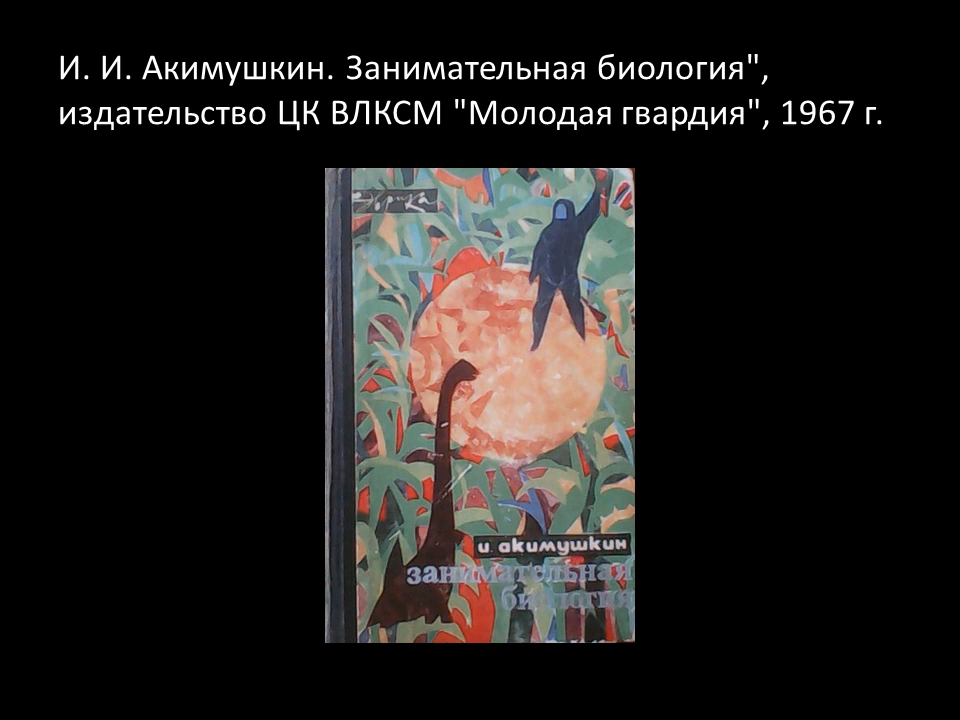 И. И. Акимушкин. Занимательная биология",
издательство ЦК ВЛКСМ "Молодая гвардия", 1967 г.
Эврика
и. акимушкин
занимательная
биология